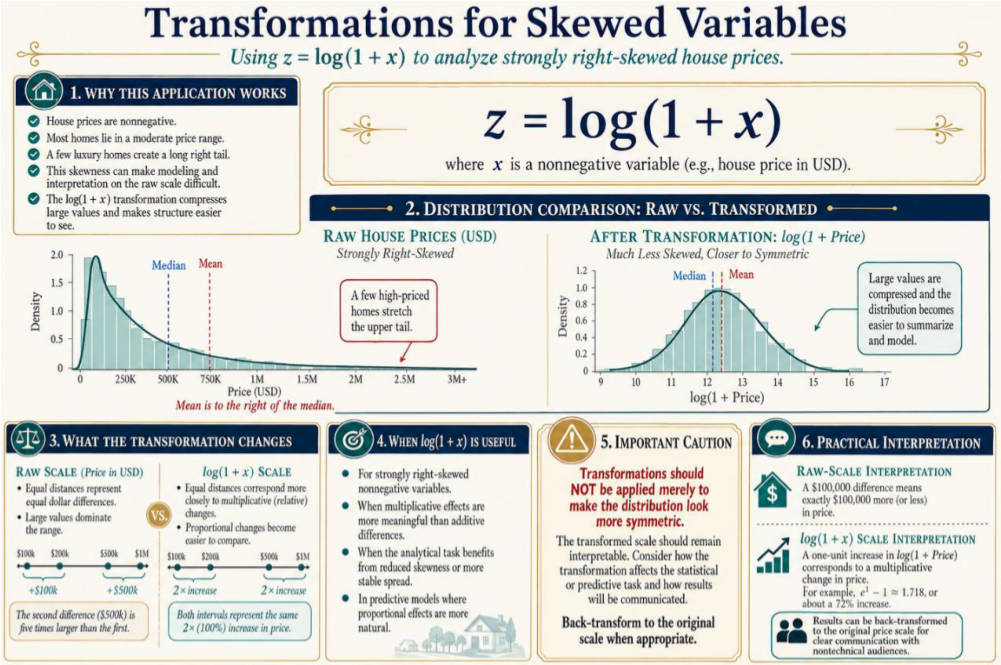 Transformations for Skewed Variables
Using z = log(1 + x) to analyze strongly right-skewed house prices.
1. WHY THIS APPLICATION WORKS
House prices are nonnegative.
Most homes lie in a moderate price range.
A few luxury homes create a long right tail.
This skewness can make modeling and
interpretation on the raw scale difficult.
The log(1 + x) transformation compresses
large values and makes structure easier
to see.
z = log(1 + x)
where x is a nonnegative variable (e.g., house price in USD).
2. DISTRIBUTION COMPARISON: RAW VS. TRANSFORMED
RAW HOUSE PRICES (USD)
Strongly Right-Skewed
Median
Mean
A few high-priced
homes stretch
the upper tail.
Density
2.0
1.5
1.0
0.5
0
0 250K 500K 750K 1M 1.5M 2M 2.5M 3M+
Price (USD)
Mean is to the right of the median.
AFTER TRANSFORMATION: log(1 + Price)
Much Less Skewed, Closer to Symmetric
Median
Mean
Large values are
compressed and the
distribution becomes
easier to summarize
and model.
Density
1.2
1.0
0.8
0.6
0.4
0.2
0
9 10 11 12 13 14 15 16 17
log(1 + Price)
3. WHAT THE TRANSFORMATION CHANGES
RAW SCALE (Price in USD)
• Equal distances represent
equal dollar differences.
• Large values dominate
the range.
$100k $200k $500k $1M
+$100k +$500k
The second difference ($500k) is
five times larger than the first.
VS.
log(1 + x) SCALE
• Equal distances correspond more
closely to multiplicative (relative)
changes.
• Proportional changes become
easier to compare.
$100k $200k $500k $1M
2× increase 2× increase
Both intervals represent the same
2× (100%) increase in price.
4. WHEN log(1 + x) IS USEFUL
• For strongly right-skewed
nonnegative variables.
• When multiplicative effects are
more meaningful than additive
differences.
• When the analytical task benefits
from reduced skewness or more
stable spread.
• In predictive models where
proportional effects are more
natural.
5. IMPORTANT CAUTION
Transformations should
NOT be applied merely to
make the distribution look
more symmetric.
The transformed scale should remain
interpretable. Consider how the
transformation affects the statistical
or predictive task and how results
will be communicated.
Back-transform to the original
scale when appropriate.
6. PRACTICAL INTERPRETATION
$
RAW-SCALE INTERPRETATION
A $100,000 difference means
exactly $100,000 more (or less)
in price.
log(1 + x) SCALE INTERPRETATION
A one-unit increase in log(1 + Price)
corresponds to a multiplicative
change in price.
For example, e¹ − 1 ≈ 1.718, or
about a 72% increase.
Results can be back-transformed
to the original price scale for
clear communication with
nontechnical audiences.